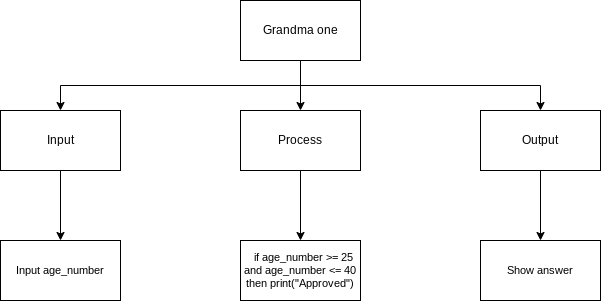 Grandma one
Input
Process
Output
Input age_number
if age_number >= 25
and age_number <= 40
then print("Approved")
Show answer